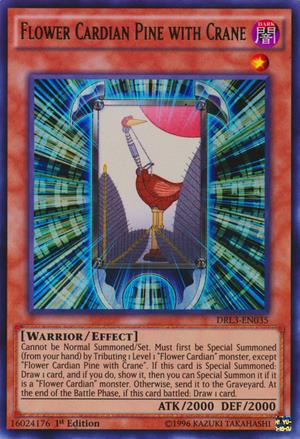 FLOWER CARDIAN PINE WITH CRANE
DARK
闇
DRL3-EN035
[WARRIOR/EFFECT]
Cannot be Normal Summoned/Set. Must first be Special Summoned
(from your hand) by Tributing 1 Level 1 "Flower Cardian" monster, except
"Flower Cardian Pine with Crane". If this card is Special Summoned:
Draw 1 card, and if you do, show it, then you can Special Summon it if it
is a "Flower Cardian" monster. Otherwise, send it to the Graveyard. At
the end of the Battle Phase, if this card battled: Draw 1 card.
ATK/2000 DEF/2000
16024176 1st Edition ©1996 KAZUKI TAKAHASHI